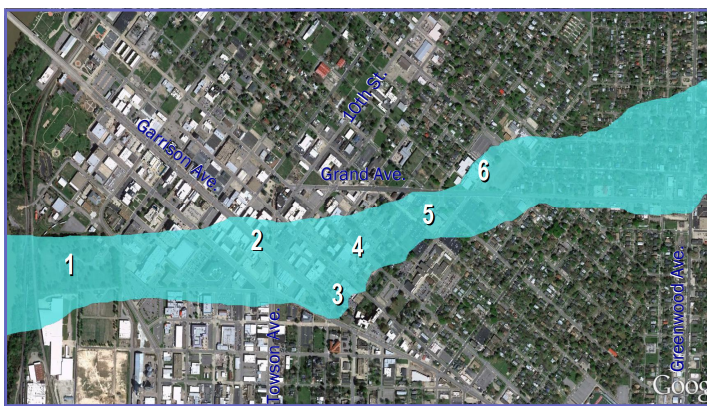 10th St.
Garrison Ave.
Grand Ave.
6
5
2
4
1
3
Towson Ave.
Greenwood Ave.
Goog